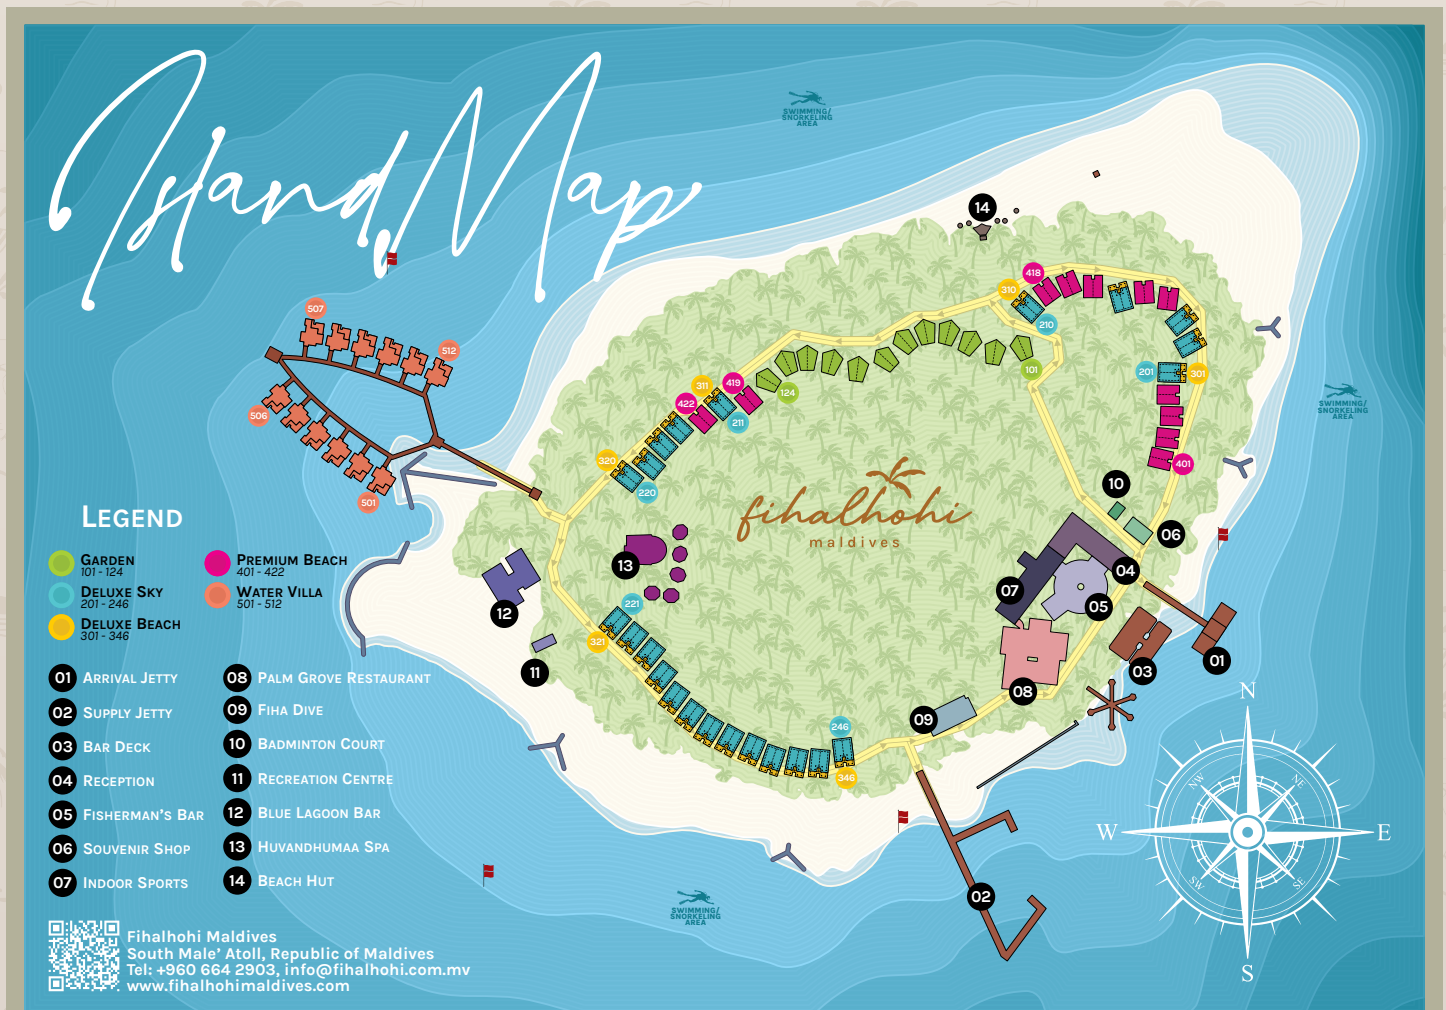 Island Map
SWIMMING/
SNORKELING
AREA
14
418
310
210
507
512
506
501
101
201
301
419
311
422
124
211
320
220
401
SWIMMING/
SNORKELING
AREA
fihalhohi
maldives
10
06
13
04
07
05
12
221
321
11
01
03
08
09
246
346
02
LEGEND
GARDEN
101 - 124
DELUXE SKY
201 - 246
DELUXE BEACH
301 - 346
PREMIUM BEACH
401 - 422
WATER VILLA
501 - 512
01 ARRIVAL JETTY
02 SUPPLY JETTY
03 BAR DECK
04 RECEPTION
05 FISHERMAN'S BAR
06 SOUVENIR SHOP
07 INDOOR SPORTS
08 PALM GROVE RESTAURANT
09 FIHA DIVE
10 BADMINTON COURT
11 RECREATION CENTRE
12 BLUE LAGOON BAR
13 HUVANDHUMAA SPA
14 BEACH HUT
N
NW
NE
W
E
SW
SE
S
SWIMMING/
SNORKELING
AREA
Fihalhohi Maldives
South Male' Atoll, Republic of Maldives
Tel: +960 664 2903, info@fihalhohi.com.mv
www.fihalhohimaldives.com